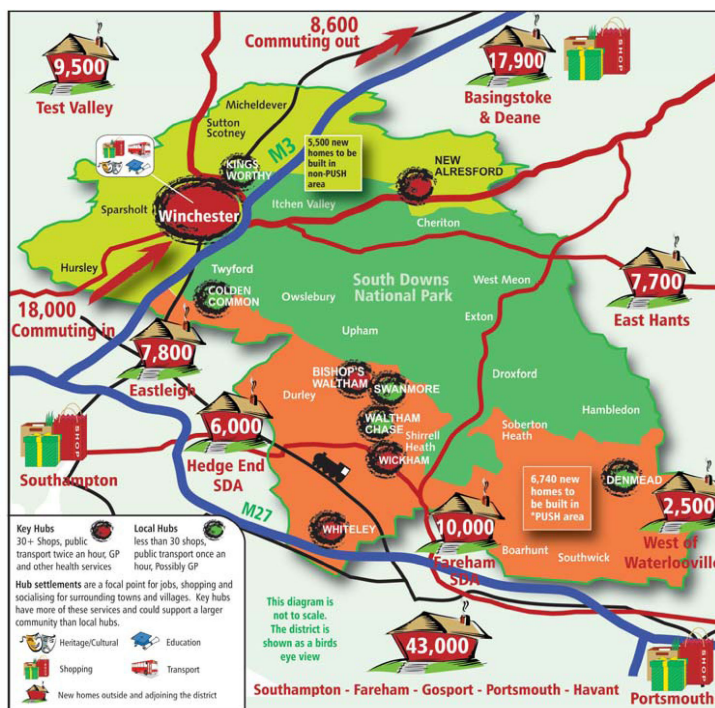 8,600
Commuting out
9,500
Test Valley
17,900
SHOP
Basingstoke
& Deane
Micheldever
Sutton
Scotney
M3
5,500 new
homes to be
built in
non-PUSH
area
KINGS
WORTHY
NEW
ALRESFORD
Sparsholt
Winchester
Itchen Valley
Cheriton
Hursley
Twyford
South Downs
National Park
West Meon
7,700
East Hants
18,000
Commuting in
COLDEN
COMMON
Owslebury
Exton
Upham
7,800
Eastleigh
BISHOP'S
WALTHAM
SWANMORE
Droxford
Durley
Hambledon
6,000
Hedge End
SDA
WALTHAM
CHASE
Shirrell
Heath
Soberton
Heath
SHOP
Southampton
WICKHAM
6,740 new
homes to
be built in
*PUSH area
DENMEAD
2,500
West of
Waterlooville
M27
WHITELEY
10,000
Fareham
SDA
Boarhunt
Southwick
Key Hubs
30+ Shops, public
transport twice an hour, GP
and other health services
Local Hubs
less than 30 shops,
public transport once an
hour, Possibly GP
Hub settlements are a focal point for jobs, shopping and
socialising for surrounding towns and villages. Key hubs
have more of these services and could support a larger
community than local hubs.
Heritage/Cultural
Education
Shopping
Transport
New homes outside and adjoining the district
This diagram
is not to scale.
The district is
shown as a birds
eye view
43,000
Southampton - Fareham - Gosport - Portsmouth - Havant
SHOP
Portsmouth